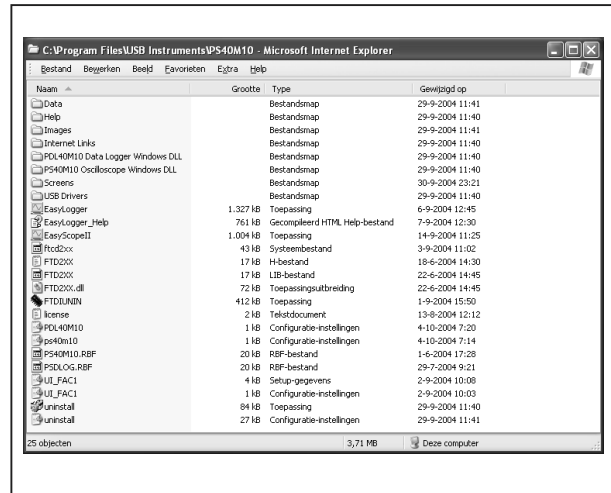 C:\Program Files\USB Instruments\PS40M10 - Microsoft Internet Explorer
Bestand Bewerken Beeld Favorieten Extra Help
Naam Grootte Type Gewijzigd op
Data Bestandsmap 29-9-2004 11:41
Help Bestandsmap 29-9-2004 11:40
Images Bestandsmap 29-9-2004 11:41
Internet Links Bestandsmap 29-9-2004 11:40
PDL40M10 Data Logger Windows DLL Bestandsmap 29-9-2004 11:40
PS40M10 Oscilloscope Windows DLL Bestandsmap 29-9-2004 11:40
Screens Bestandsmap 30-9-2004 23:21
USB Drivers Bestandsmap 29-9-2004 11:40
EasyLogger 1.327 kB Toepassing 6-9-2004 12:45
EasyLogger_Help 761 kB Gecompileerd HTML Help-bestand 7-9-2004 12:30
EasyScopeII 1.004 kB Toepassing 14-9-2004 11:25
ftcd2xx 43 kB Systeembestand 3-9-2004 11:02
FTD2XX 17 kB H-bestand 18-6-2004 14:30
FTD2XX 17 kB LIB-bestand 22-6-2004 14:45
FTD2XX.dll 72 kB Toepassingsuitbreiding 22-6-2004 14:45
FTDIUNIN 412 kB Toepassing 1-9-2004 15:50
license 2 kB Tekstdocument 13-8-2004 12:12
PDL40M10 1 kB Configuratie-instellingen 4-10-2004 7:20
ps40m10 1 kB Configuratie-instellingen 4-10-2004 7:14
PS40M10.RBF 20 kB RBF-bestand 1-6-2004 17:28
PSDLOG.RBF 20 kB RBF-bestand 29-7-2004 9:21
UI_FAC1 4 kB Setup-gegevens 2-9-2004 10:08
UI_FAC1 1 kB Configuratie-instellingen 2-9-2004 10:03
uninstall 84 kB Toepassing 29-9-2004 11:40
uninstall 27 kB Configuratie-instellingen 29-9-2004 11:41
25 objecten 3,71 MB Deze computer